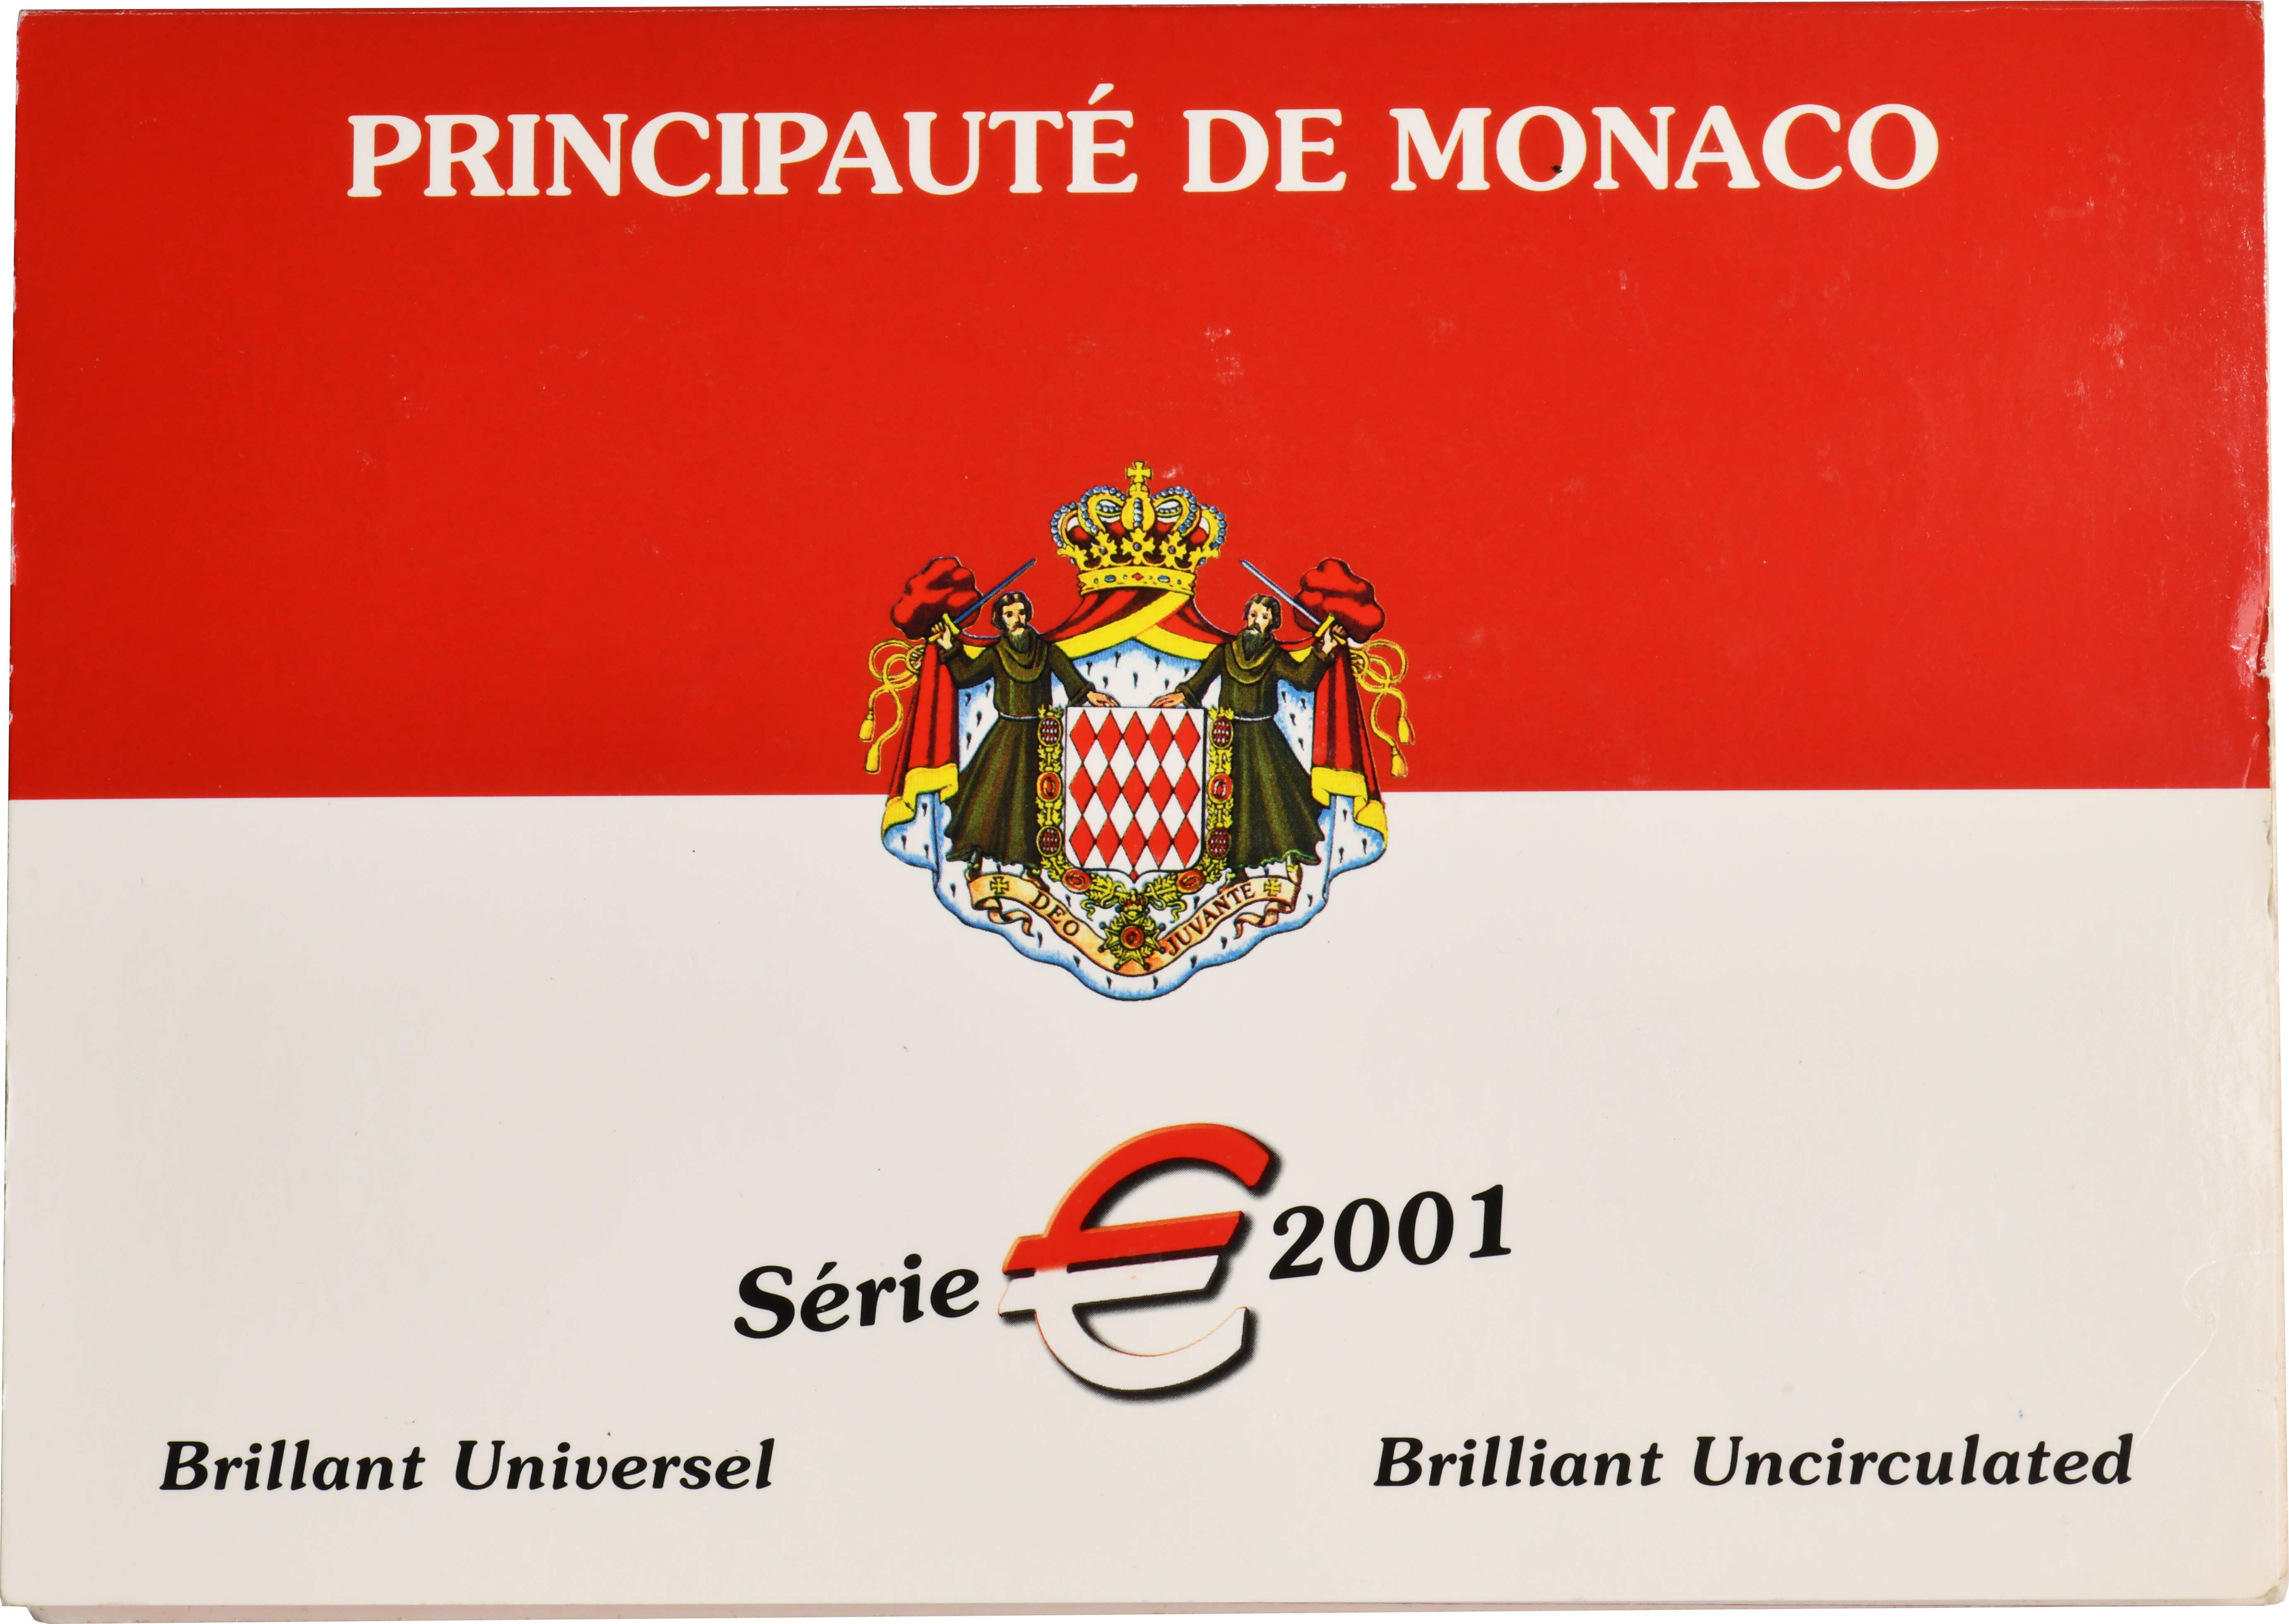 PRINCIPAUTÉ DE MONACO
DEO JUVANTE
Série € 2001
Brillant Universel
Brilliant Uncirculated